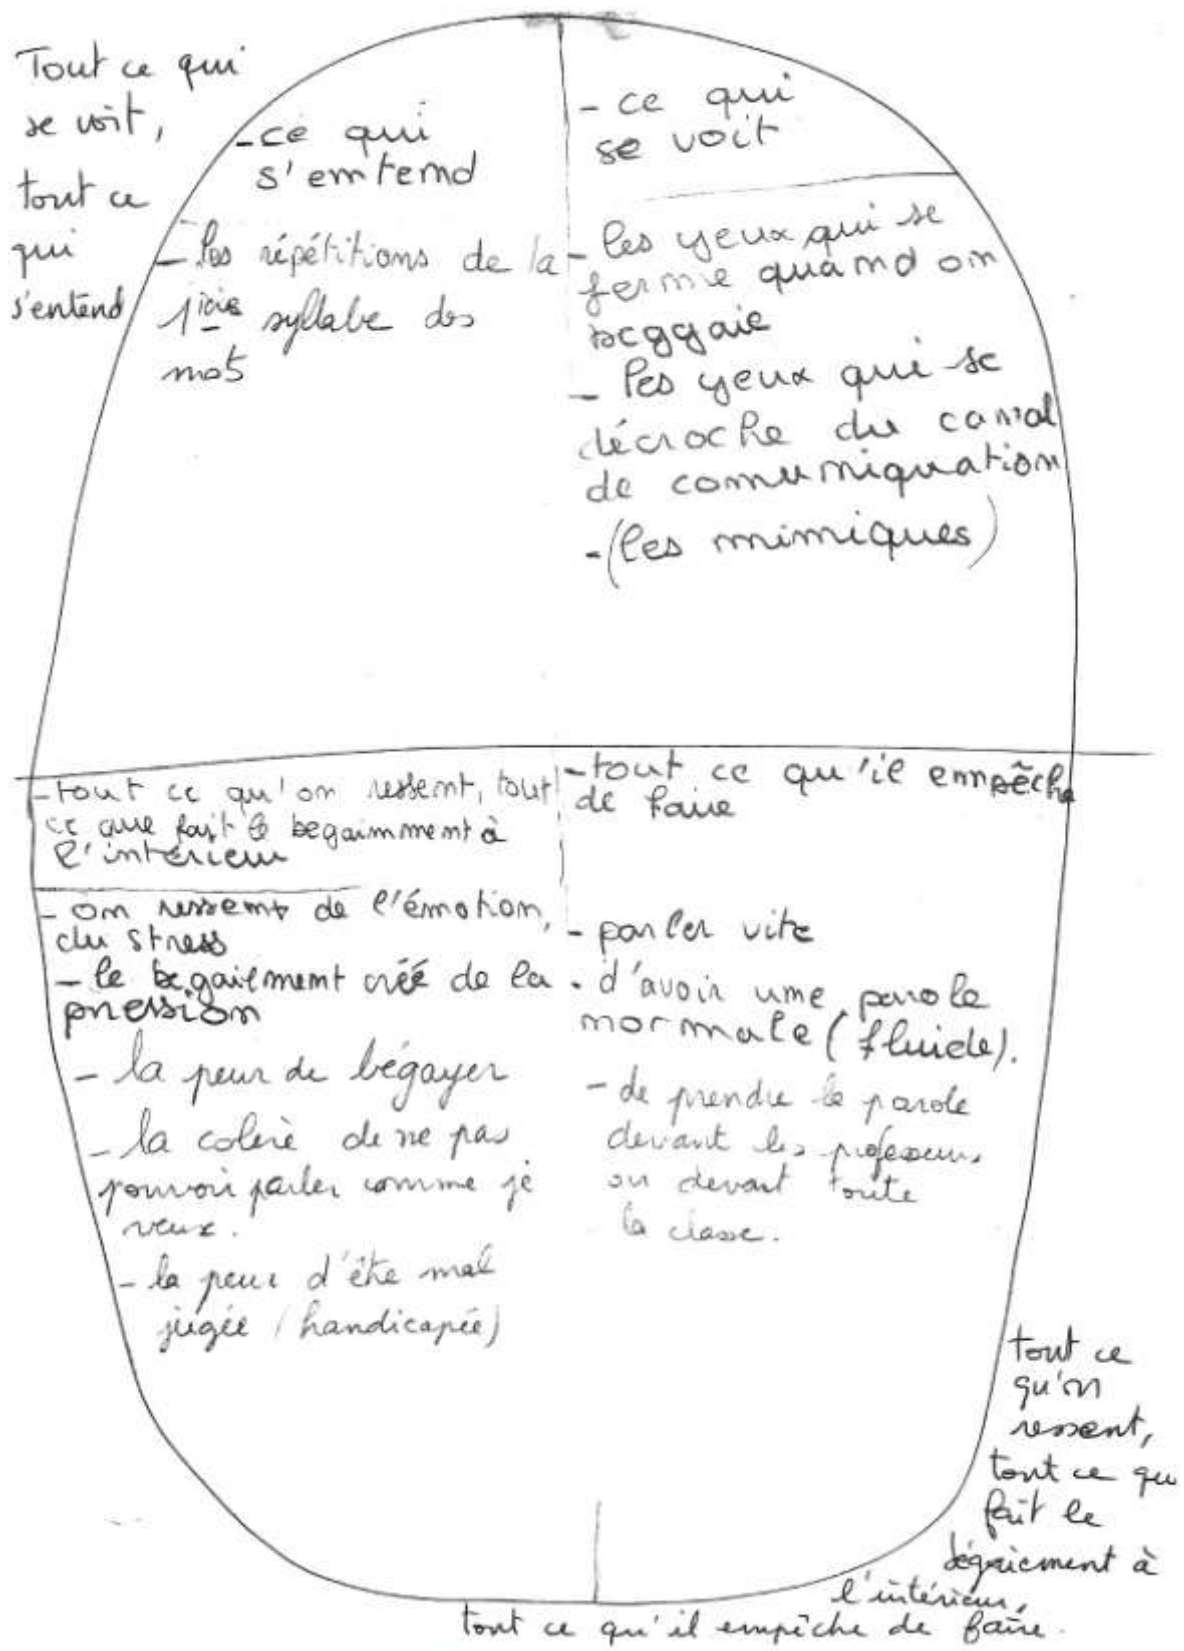 Tout ce qui
se voit,
tout ce
qui
s'entend
- ce qui
s'entend
- les répétitions de la
1ière syllabe des
mots
- ce qui
se voit
- les yeux qui se
ferme quand on
beggaie
- les yeux qui se
décroche du canal
de comuniquation
- (les mimiques)
- tout ce qu'on ressent, tout
ce que fait le begaimment à
l'intérieur
- on ressent de l'émotion,
du stress
- le begaiement créé de la
pression
- la peur de bégayer
- la colère de ne pas
pouvoir parler comme je
veux.
- la peur d'être mal
jugée (handicapée)
- tout ce qu'il empêche
de faire
- parler vite
- d'avoir une parole
normale (fluide).
- de prendre la parole
devant les professeurs
ou devant toute
la classe.
tout ce
qu'on
ressent,
tout ce que
fait le
bégaiement à
l'intérieur,
tout ce qu'il empêche de faire.